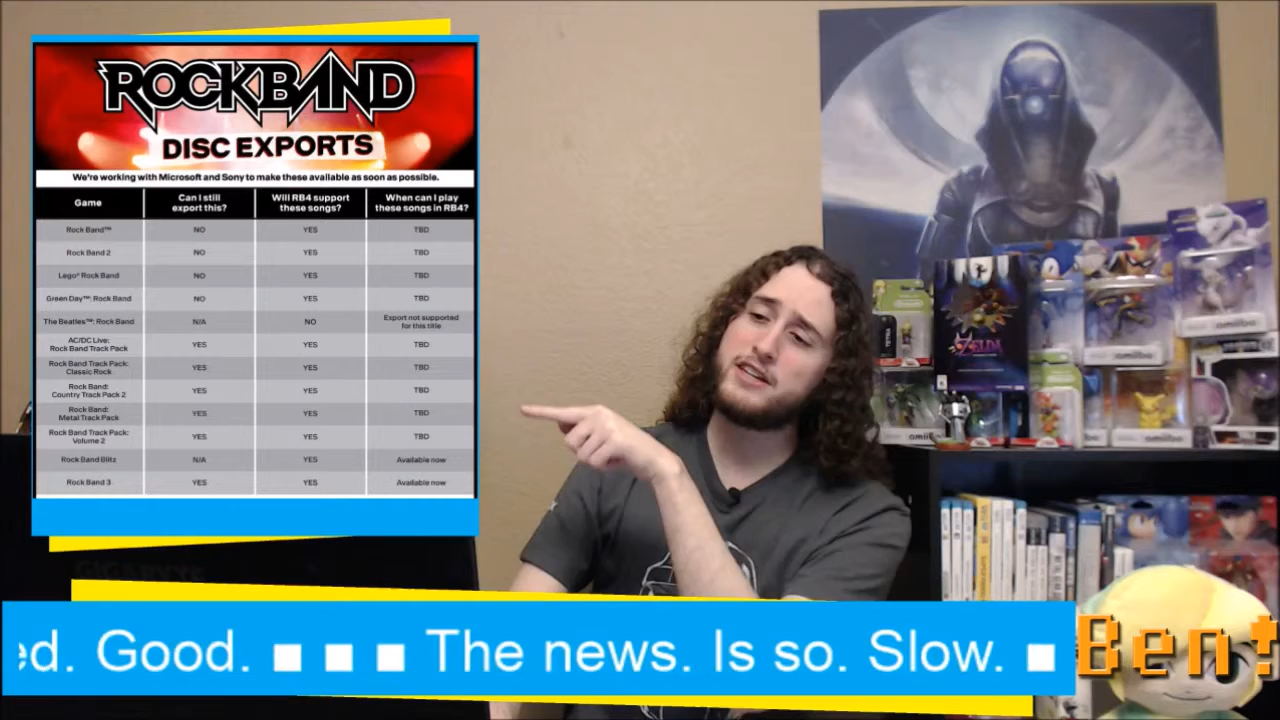 ROCKBAND
DISC EXPORTS
We're working with Microsoft and Sony to make these available as soon as possible.
Game
Can I still export this?
Will RB4 support these songs?
When can I play these songs in RB4?
Rock Band™ NO YES TBD
Rock Band 2 NO YES TBD
Lego® Rock Band NO YES TBD
Green Day™: Rock Band NO YES TBD
The Beatles™: Rock Band N/A NO Export not supported for this title
AC/DC Live: Rock Band Track Pack YES YES TBD
Rock Band Track Pack: Classic Rock YES YES TBD
Rock Band: Country Track Pack 2 YES YES TBD
Rock Band: Metal Track Pack YES YES TBD
Rock Band Track Pack: Volume 2 YES YES TBD
Rock Band Blitz N/A YES Available now
Rock Band 3 YES YES Available now
ZELDA
amiibo
amiibo
amiibo
GIGABYTE
ed. Good. ■ ■ ■ The news. Is so. Slow. ■
Ben!